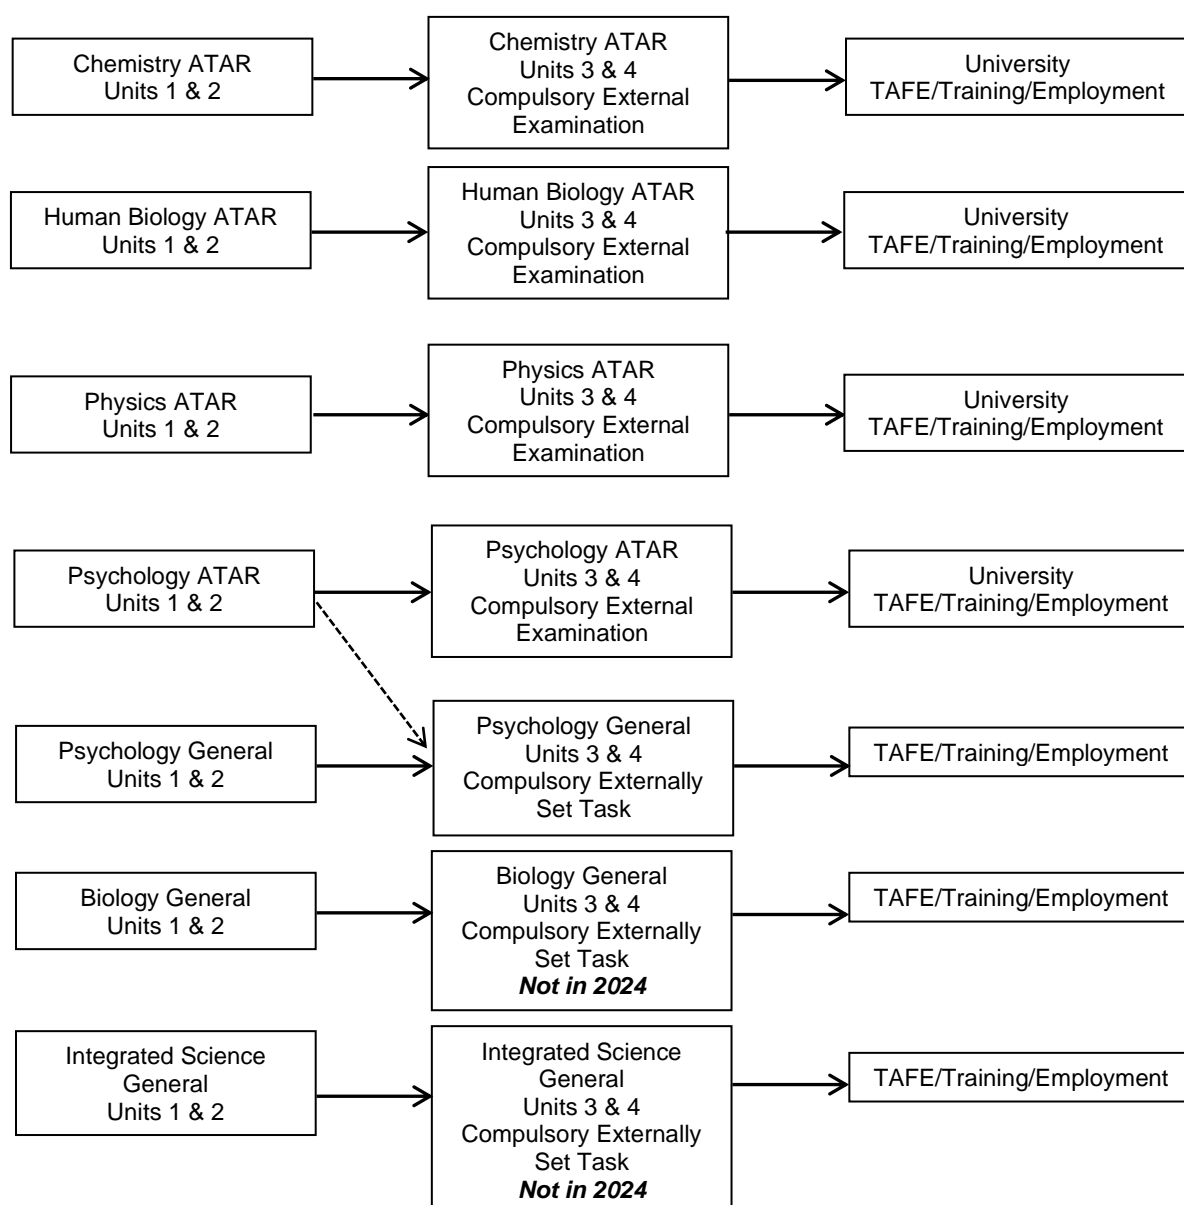 Chemistry ATAR
Units 1 & 2
Chemistry ATAR
Units 3 & 4
Compulsory External
Examination
University
TAFE/Training/Employment
Human Biology ATAR
Units 1 & 2
Human Biology ATAR
Units 3 & 4
Compulsory External
Examination
University
TAFE/Training/Employment
Physics ATAR
Units 1 & 2
Physics ATAR
Units 3 & 4
Compulsory External
Examination
University
TAFE/Training/Employment
Psychology ATAR
Units 1 & 2
Psychology ATAR
Units 3 & 4
Compulsory External
Examination
University
TAFE/Training/Employment
Psychology General
Units 1 & 2
Psychology General
Units 3 & 4
Compulsory Externally
Set Task
TAFE/Training/Employment
Biology General
Units 1 & 2
Biology General
Units 3 & 4
Compulsory Externally
Set Task
Not in 2024
TAFE/Training/Employment
Integrated Science
General
Units 1 & 2
Integrated Science
General
Units 3 & 4
Compulsory Externally
Set Task
Not in 2024
TAFE/Training/Employment